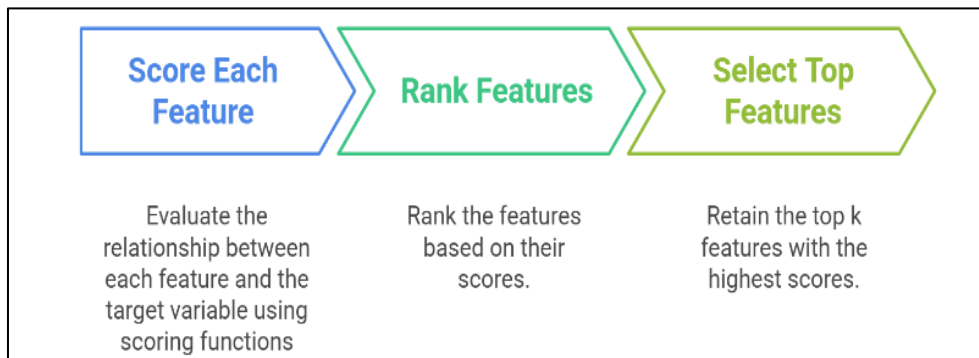 Score Each
Feature
Rank Features
Select Top
Features
Evaluate the
relationship between
each feature and the
target variable using
scoring functions
Rank the features
based on their
scores.
Retain the top k
features with the
highest scores.